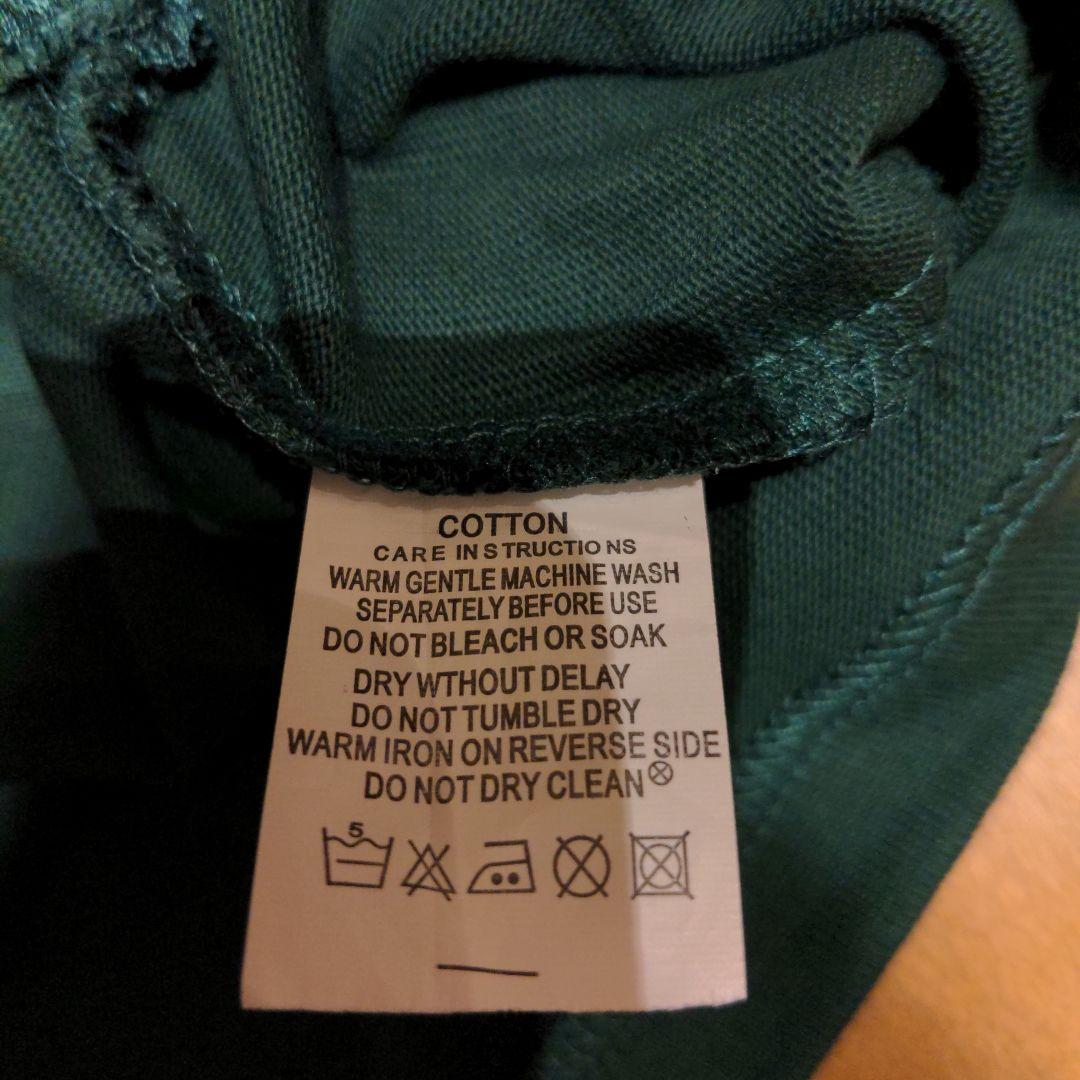 COTTON
CARE INSTRUCTIONS
WARM GENTLE MACHINE WASH
SEPARATELY BEFORE USE
DO NOT BLEACH OR SOAK
DRY WTHOUT DELAY
DO NOT TUMBLE DRY
WARM IRON ON REVERSE SIDE
DO NOT DRY CLEAN
5